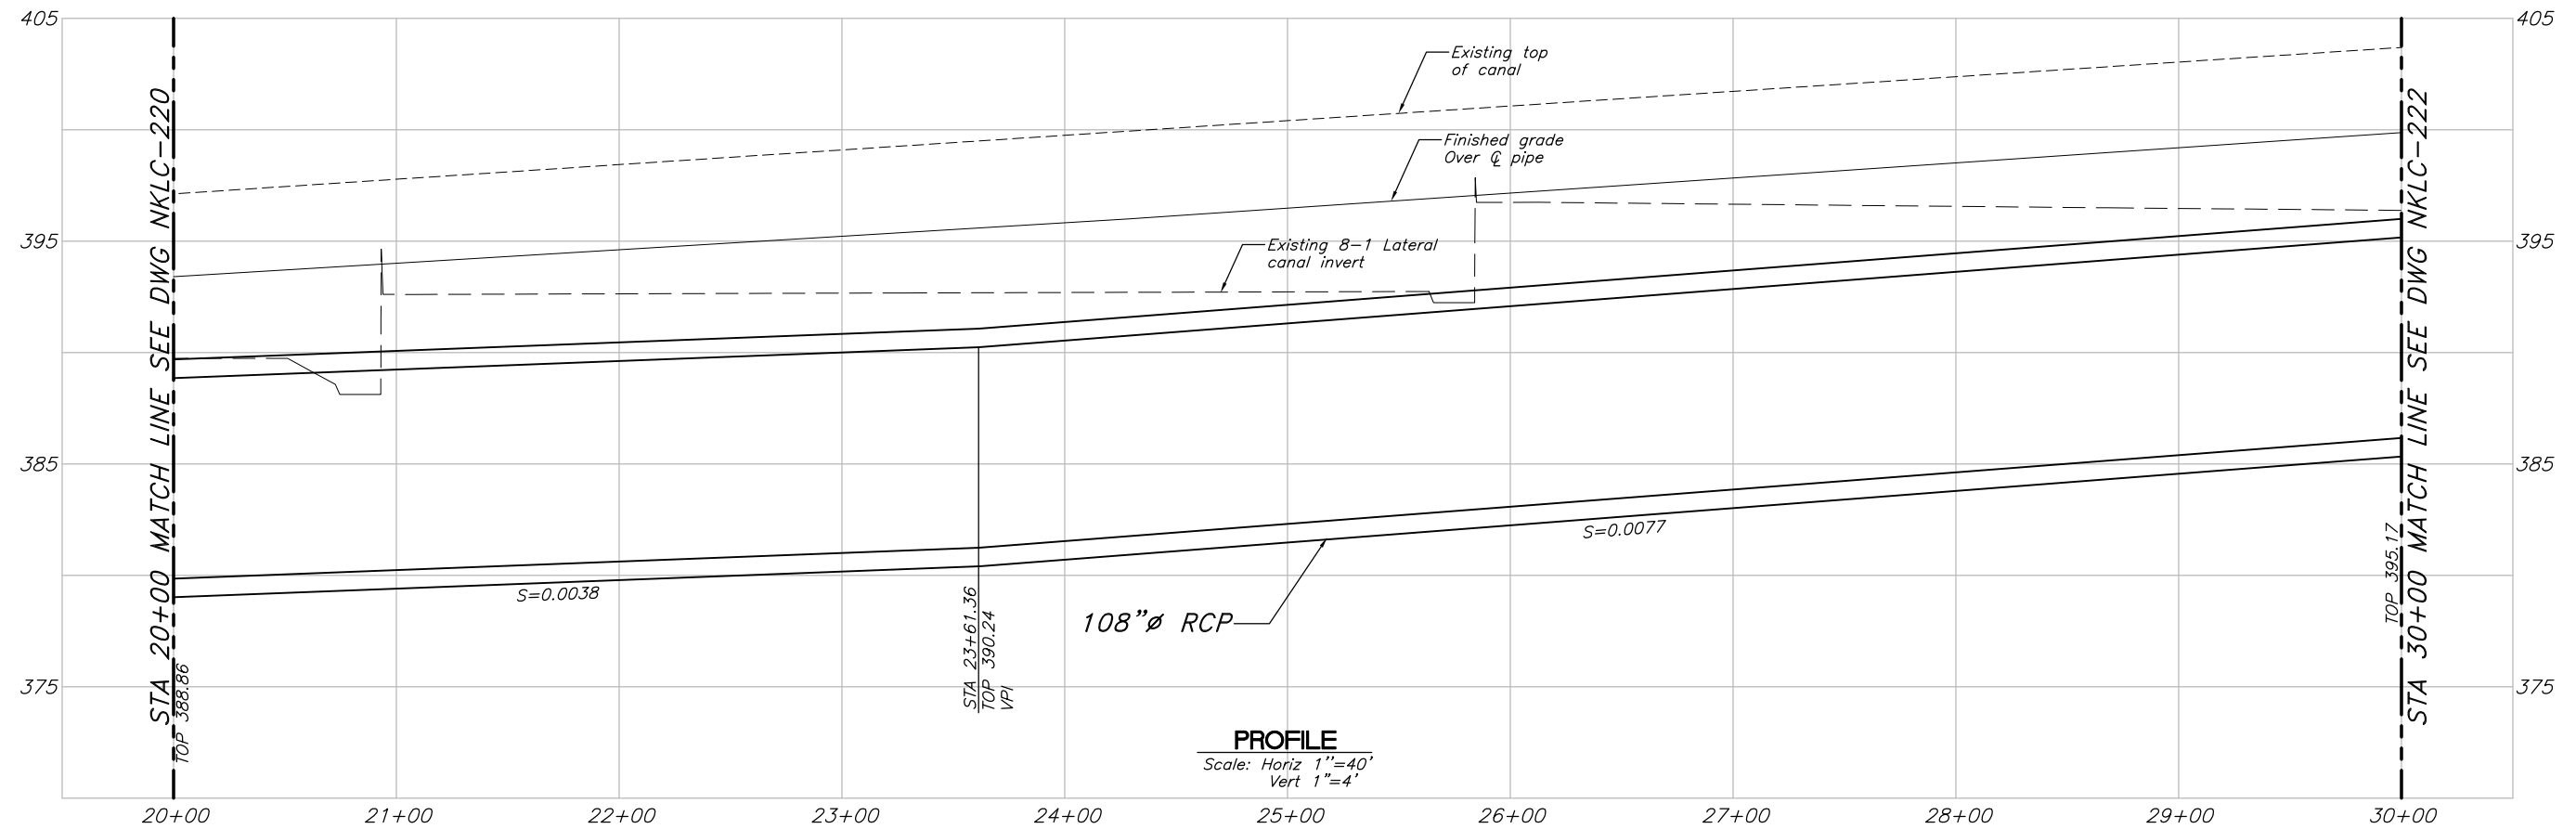 405
405
Existing top
of canal
Finished grade
Over ℄ pipe
395
395
Existing 8-1 Lateral
canal invert
385
385
S=0.0038
S=0.0077
108"ø RCP
375
375
STA 20+00 MATCH LINE SEE DWG NKLC-220
TOP 388.86
STA 23+61.36
TOP 390.24
VPI
TOP 395.17
STA 30+00 MATCH LINE SEE DWG NKLC-222
PROFILE
Scale: Horiz 1"=40'
Vert 1"=4'
20+00
21+00
22+00
23+00
24+00
25+00
26+00
27+00
28+00
29+00
30+00